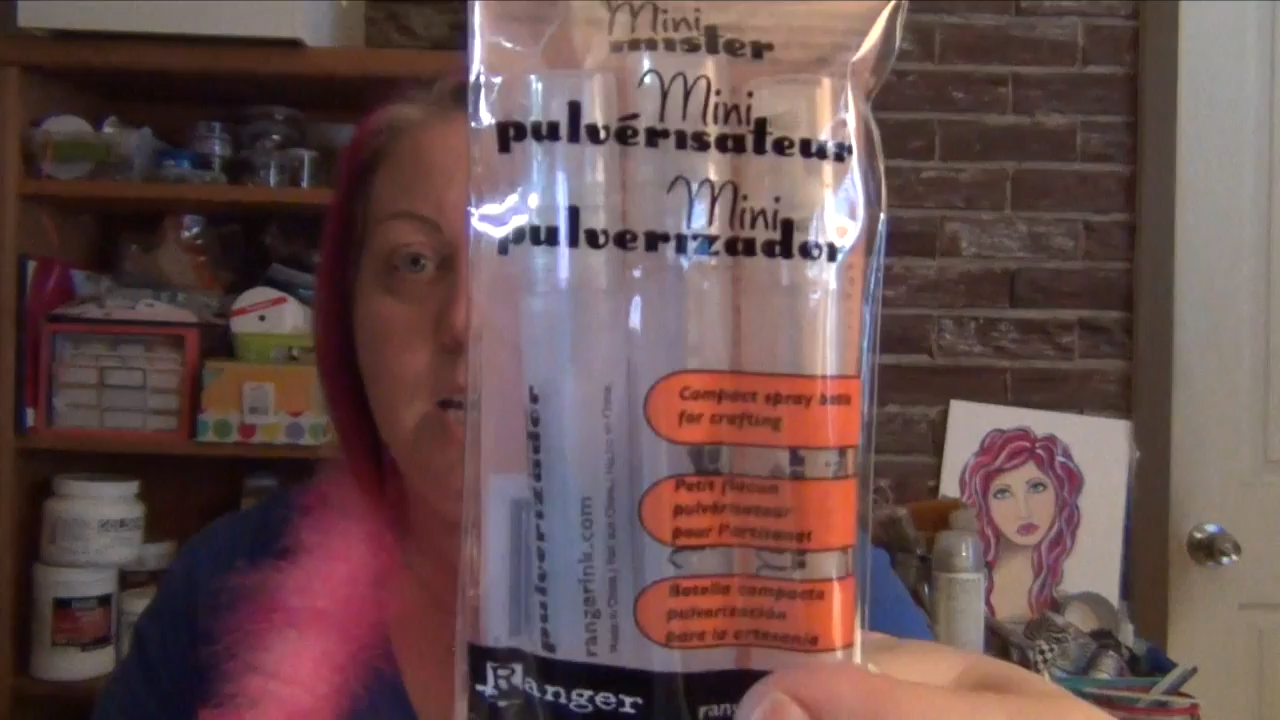 Mini
mister
Mini
pulvérisateur
Mini
pulverizador
Compact spray
for crafting
Petit flacon
pulvérisateur
pour l'artisanat
Botella compacta
pulverización
para la artesanía
pulverizador
rangerink.com
Ranger